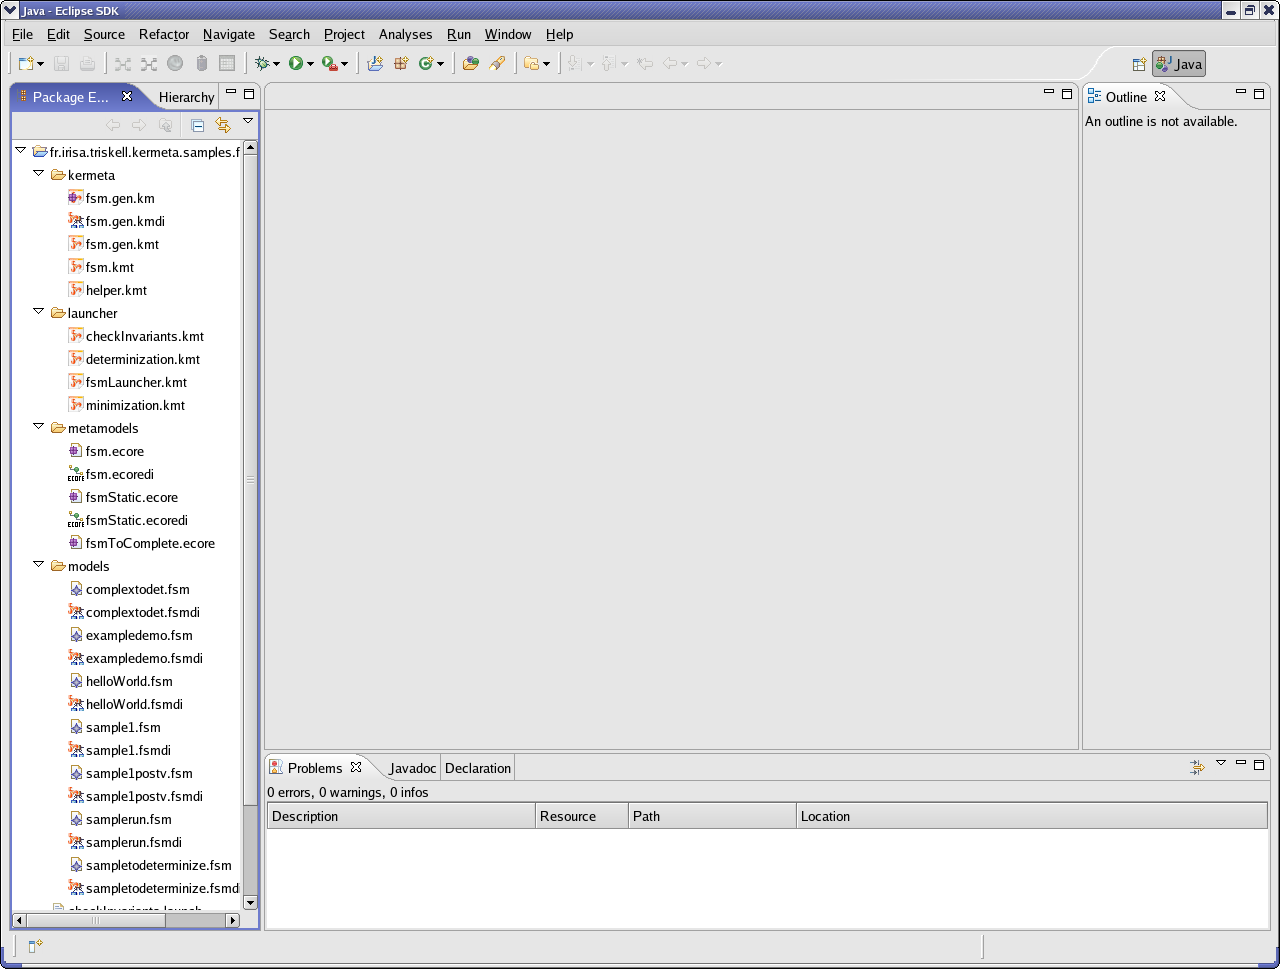 Java - Eclipse SDK
File Edit Source Refactor Navigate Search Project Analyses Run Window Help
Java
Package E... Hierarchy
Outline
An outline is not available.
fr.irisa.triskell.kermeta.samples.f
kermeta
fsm.gen.km
fsm.gen.kmdi
fsm.gen.kmt
fsm.kmt
helper.kmt
launcher
checkInvariants.kmt
determinization.kmt
fsmLauncher.kmt
minimization.kmt
metamodels
fsm.ecore
fsm.ecoredi
fsmStatic.ecore
fsmStatic.ecoredi
fsmToComplete.ecore
models
complextodet.fsm
complextodet.fsmdi
exampledemo.fsm
exampledemo.fsmdi
helloWorld.fsm
helloWorld.fsmdi
sample1.fsm
sample1.fsmdi
sample1postv.fsm
sample1postv.fsmdi
samplerun.fsm
samplerun.fsmdi
sampletodeterminize.fsm
sampletodeterminize.fsmdi
checkInvariants.launch
Problems Javadoc Declaration
0 errors, 0 warnings, 0 infos
Description Resource Path Location